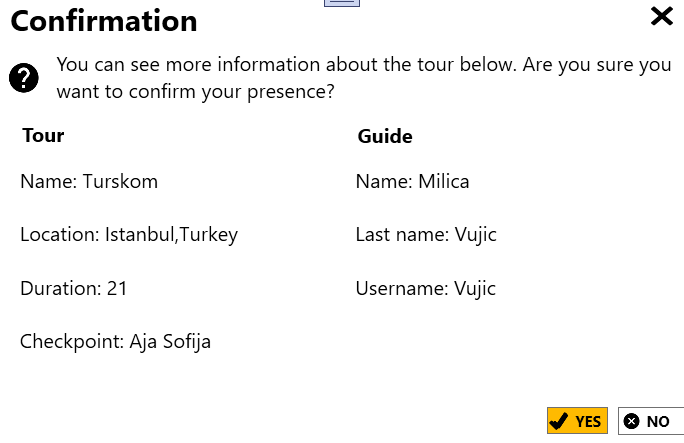 Confirmation
You can see more information about the tour below. Are you sure you
want to confirm your presence?
Tour
Guide
Name: Turskom
Name: Milica
Location: Istanbul,Turkey
Last name: Vujic
Duration: 21
Username: Vujic
Checkpoint: Aja Sofija
YES
NO